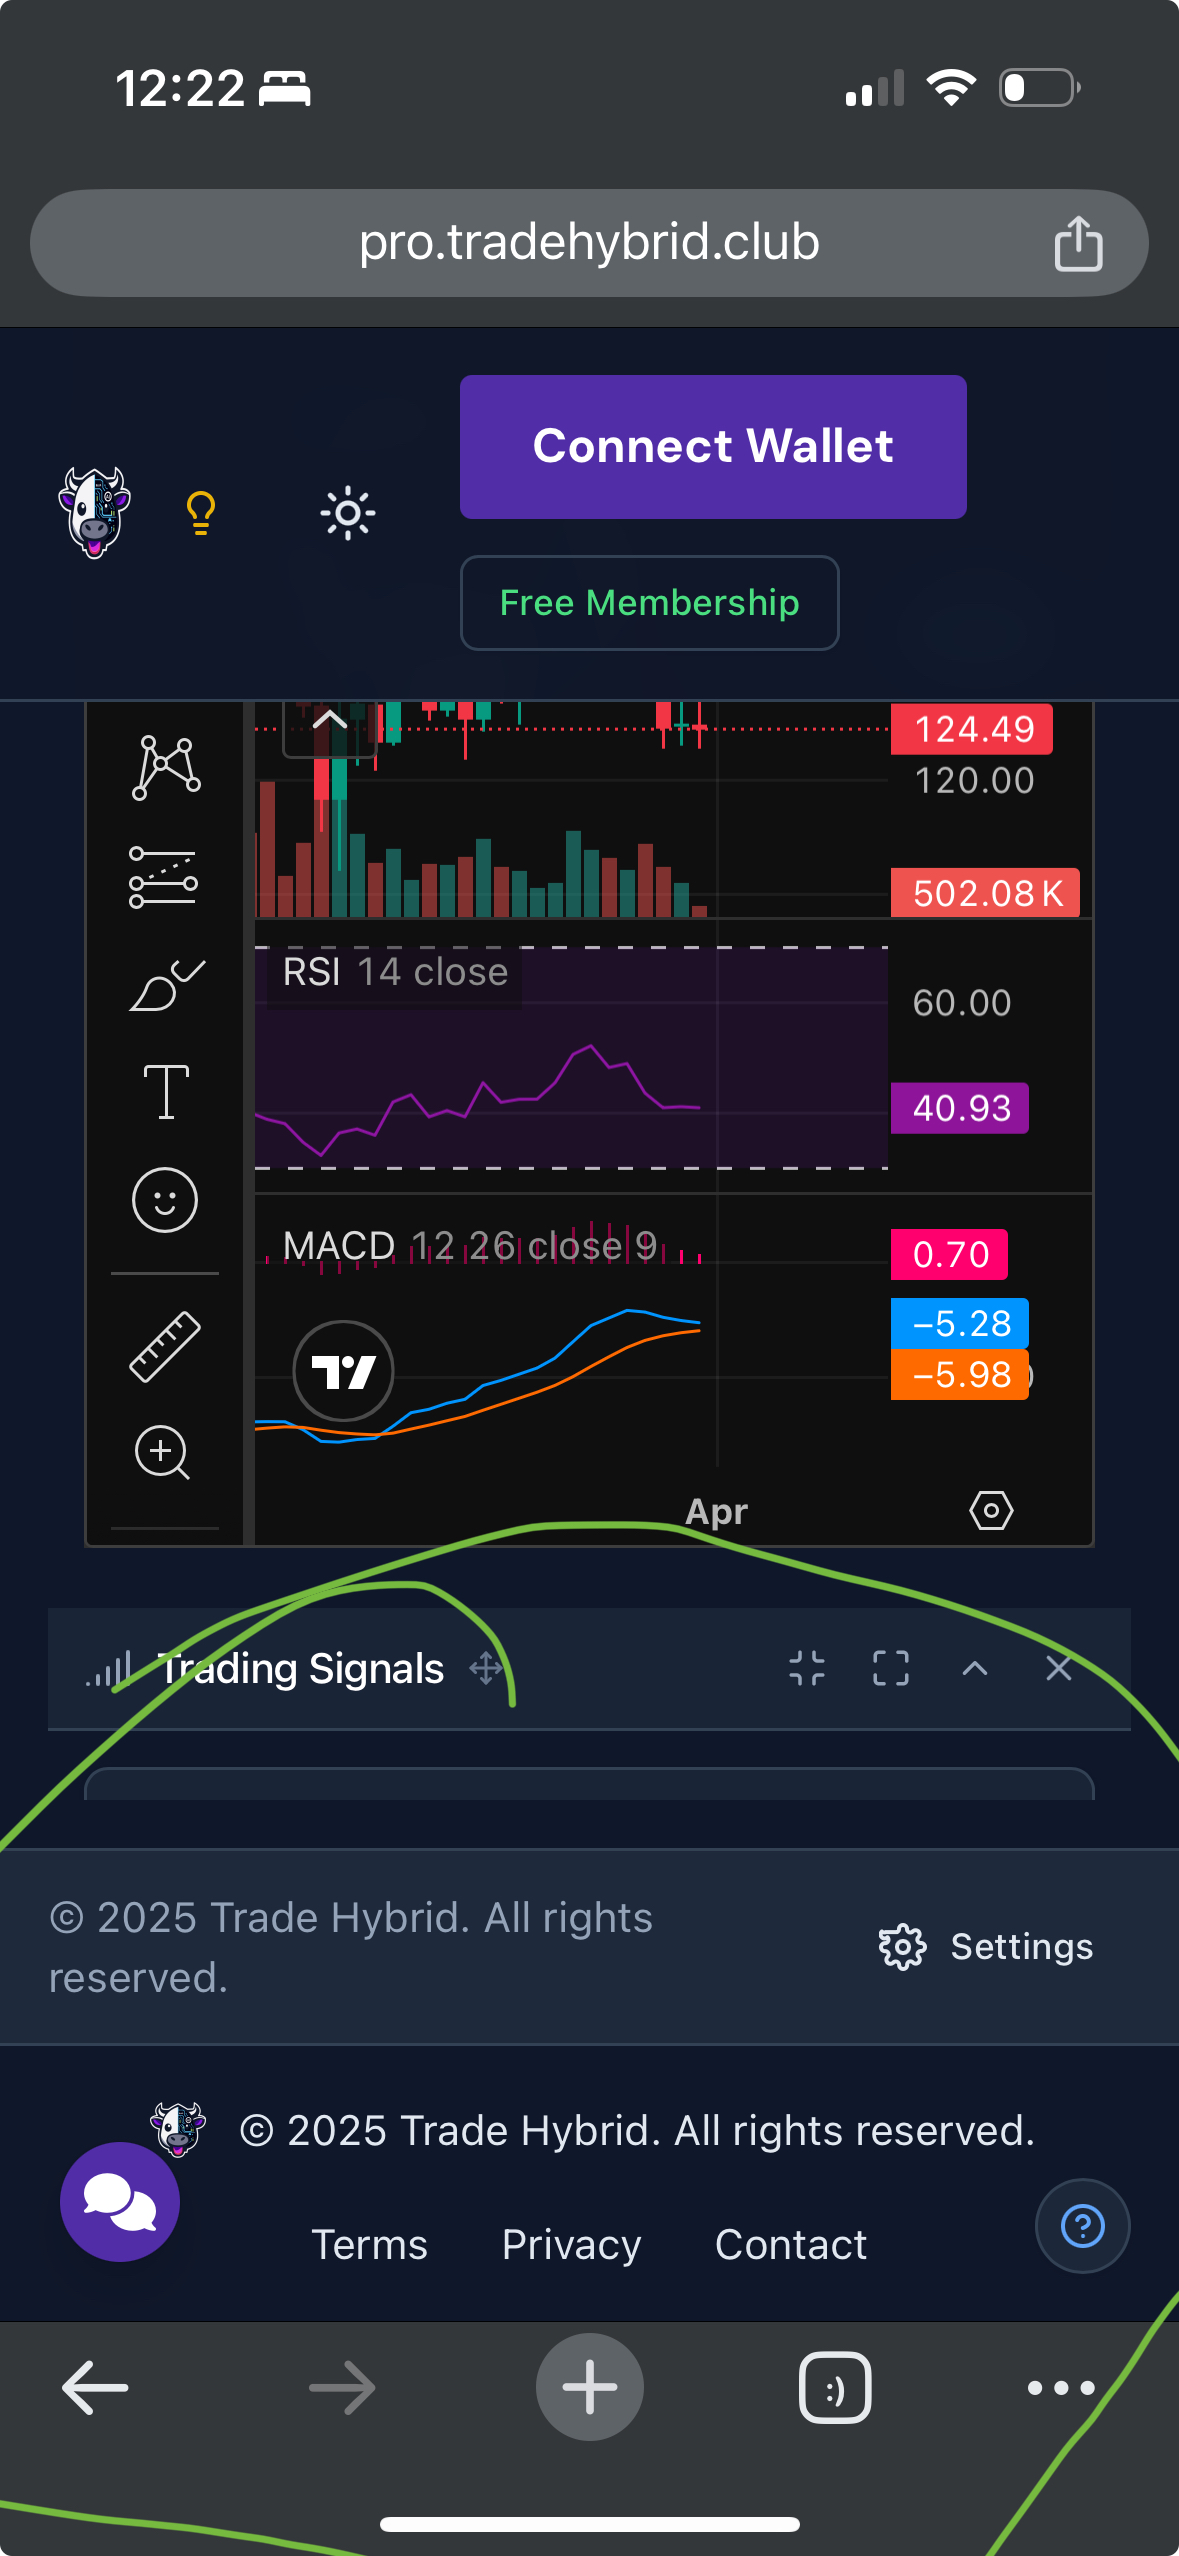 12:22
pro.tradehybrid.club
Connect Wallet
Free Membership
124.49
120.00
502.08 K
RSI 14 close
60.00
40.93
MACD 12 26 close 9
0.70
−5.28
−5.98
Apr
Trading Signals
© 2025 Trade Hybrid. All rights
reserved.
Settings
© 2025 Trade Hybrid. All rights reserved.
Terms Privacy Contact
:)